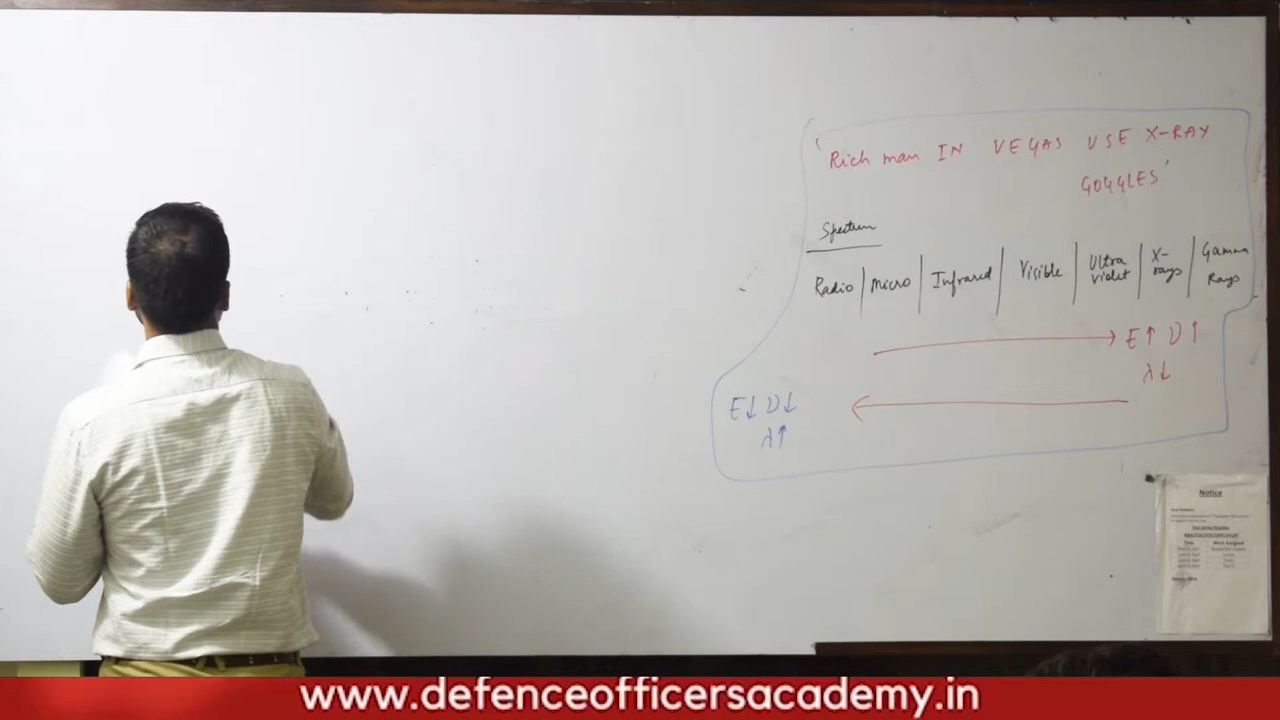 ' Rich man IN VEGAS USE X-RAY
GOGGLES '
Spectrum
Radio | Micro | Infrared | Visible | Ultra violet | X-rays | Gamma Rays
E↑ ν↑
λ↓
E↓ ν↓
λ↑
Notice
www.defenceofficersacademy.in